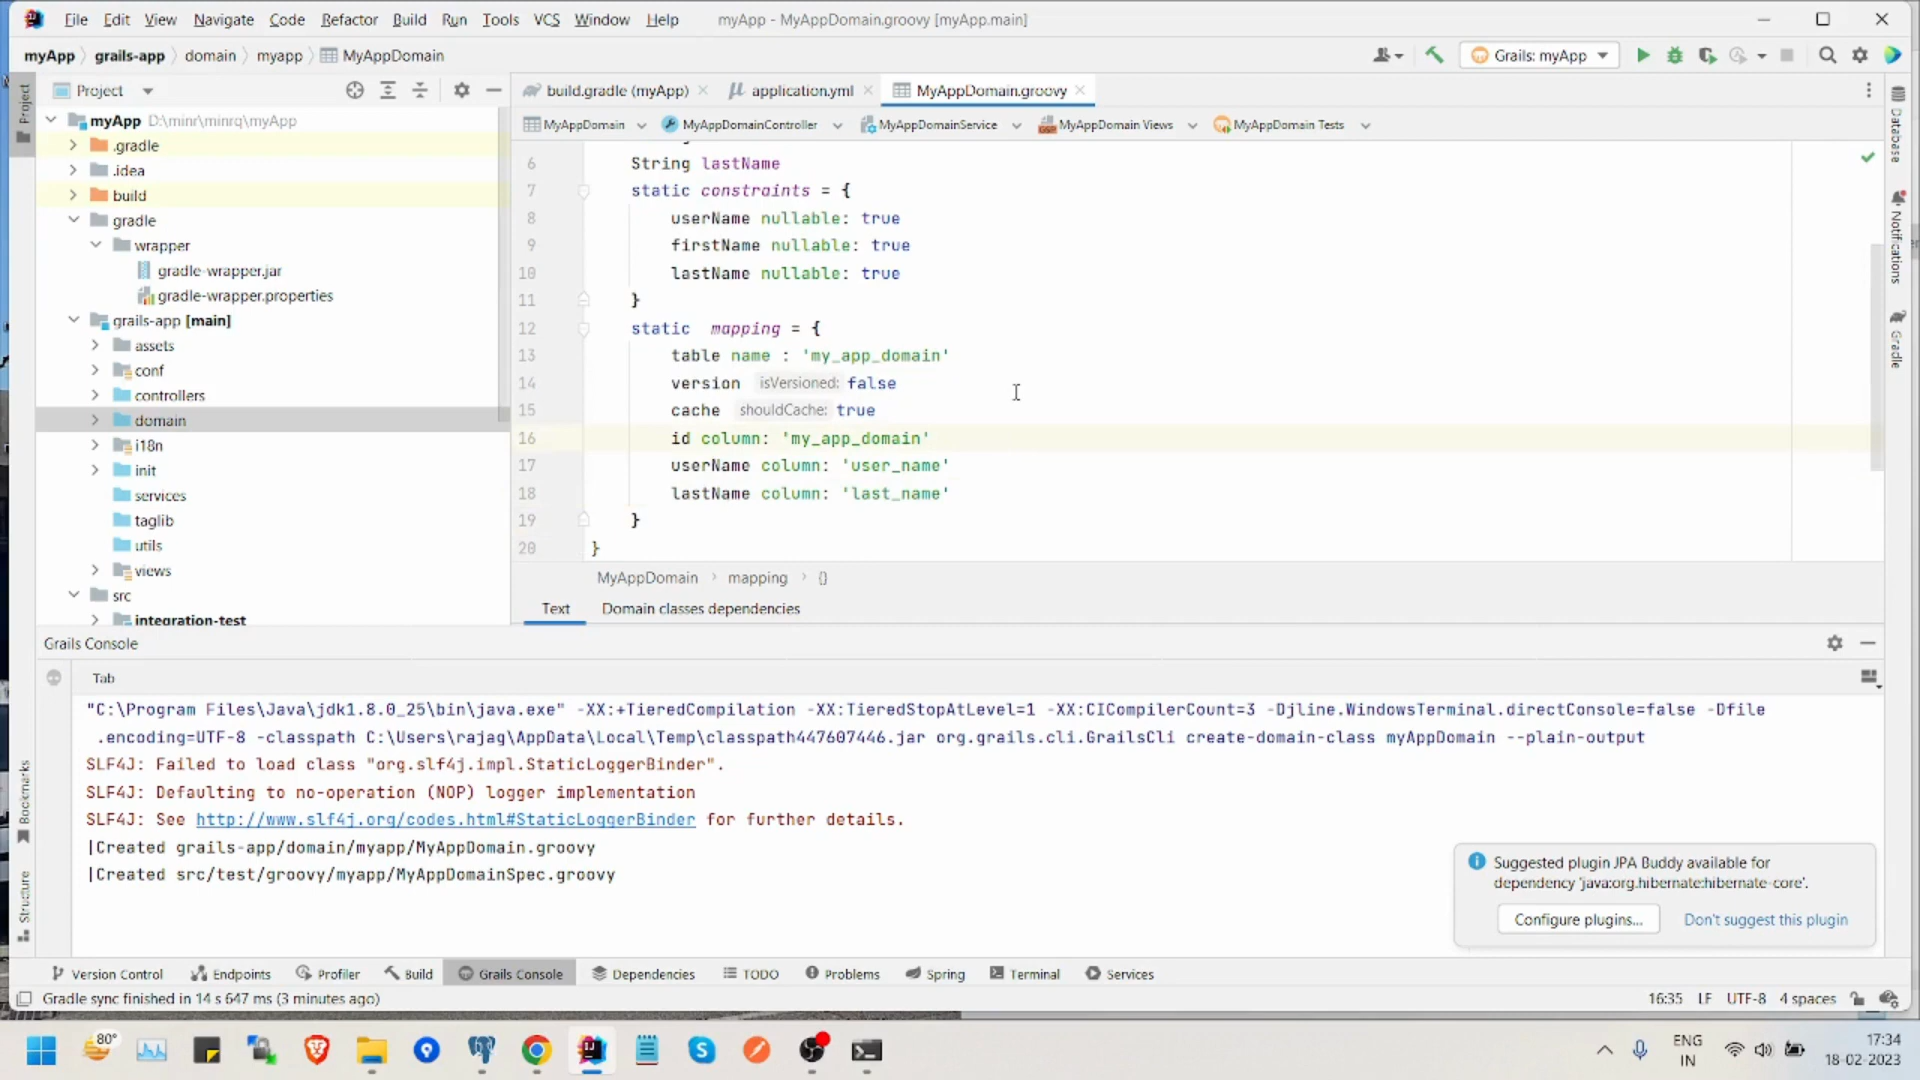 File Edit View Navigate Code Refactor Build Run Tools VCS Window Help myApp - MyAppDomain.groovy [myApp.main]
myApp grails-app domain myapp MyAppDomain Grails: myApp
Project build.gradle (myApp) application.yml MyAppDomain.groovy
MyAppDomain MyAppDomainController MyAppDomainService MyAppDomain Views MyAppDomain Tests
Project
Database
Notifications
Gradle
myApp D:\minr\minrq\myApp
.gradle
.idea
build
gradle
wrapper
gradle-wrapper.jar
gradle-wrapper.properties
grails-app [main]
assets
conf
controllers
domain
i18n
init
services
taglib
utils
views
src
integration-test
6 String lastName
7 static constraints = {
8 userName nullable: true
9 firstName nullable: true
10 lastName nullable: true
11 }
12 static mapping = {
13 table name : 'my_app_domain'
14 version isVersioned: false
15 cache shouldCache: true
16 id column: 'my_app_domain'
17 userName column: 'user_name'
18 lastName column: 'last_name'
19 }
20 }
MyAppDomain mapping {}
Text Domain classes dependencies
Grails Console
Tab
"C:\Program Files\Java\jdk1.8.0_25\bin\java.exe" -XX:+TieredCompilation -XX:TieredStopAtLevel=1 -XX:CICompilerCount=3 -Djline.WindowsTerminal.directConsole=false -Dfile
.encoding=UTF-8 -classpath C:\Users\rajag\AppData\Local\Temp\classpath447607446.jar org.grails.cli.GrailsCli create-domain-class myAppDomain --plain-output
SLF4J: Failed to load class "org.slf4j.impl.StaticLoggerBinder".
SLF4J: Defaulting to no-operation (NOP) logger implementation
SLF4J: See http://www.slf4j.org/codes.html#StaticLoggerBinder for further details.
|Created grails-app/domain/myapp/MyAppDomain.groovy
|Created src/test/groovy/myapp/MyAppDomainSpec.groovy
Bookmarks
Structure
Suggested plugin JPA Buddy available for
dependency 'java:org.hibernate:hibernate-core'.
Configure plugins... Don't suggest this plugin
Version Control Endpoints Profiler Build Grails Console Dependencies TODO Problems Spring Terminal Services
Gradle sync finished in 14 s 647 ms (3 minutes ago) 16:35 LF UTF-8 4 spaces
80°
ENG
IN
17:34
18-02-2023